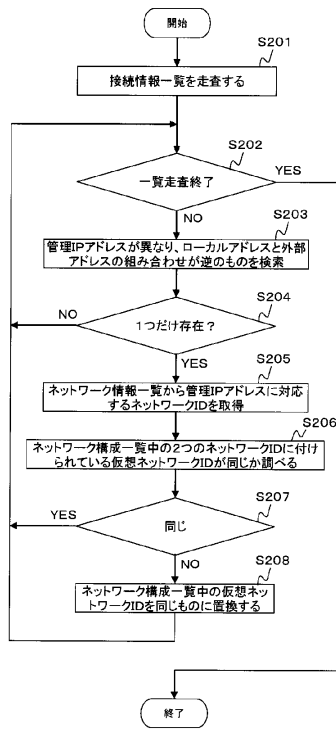 開始
S201
接続情報一覧を走査する
S202
一覧走査終了
YES
NO
S203
管理IPアドレスが異なり、ローカルアドレスと外部
アドレスの組み合わせが逆のものを検索
S204
NO
1つだけ存在?
YES
S205
ネットワーク情報一覧から管理IPアドレスに対応
するネットワークIDを取得
S206
ネットワーク構成一覧中の2つのネットワークIDに付け
られている仮想ネットワークIDが同じか調べる
S207
YES
同じ
NO
S208
ネットワーク構成一覧中の仮想ネッ
トワークIDを同じものに置換する
終了